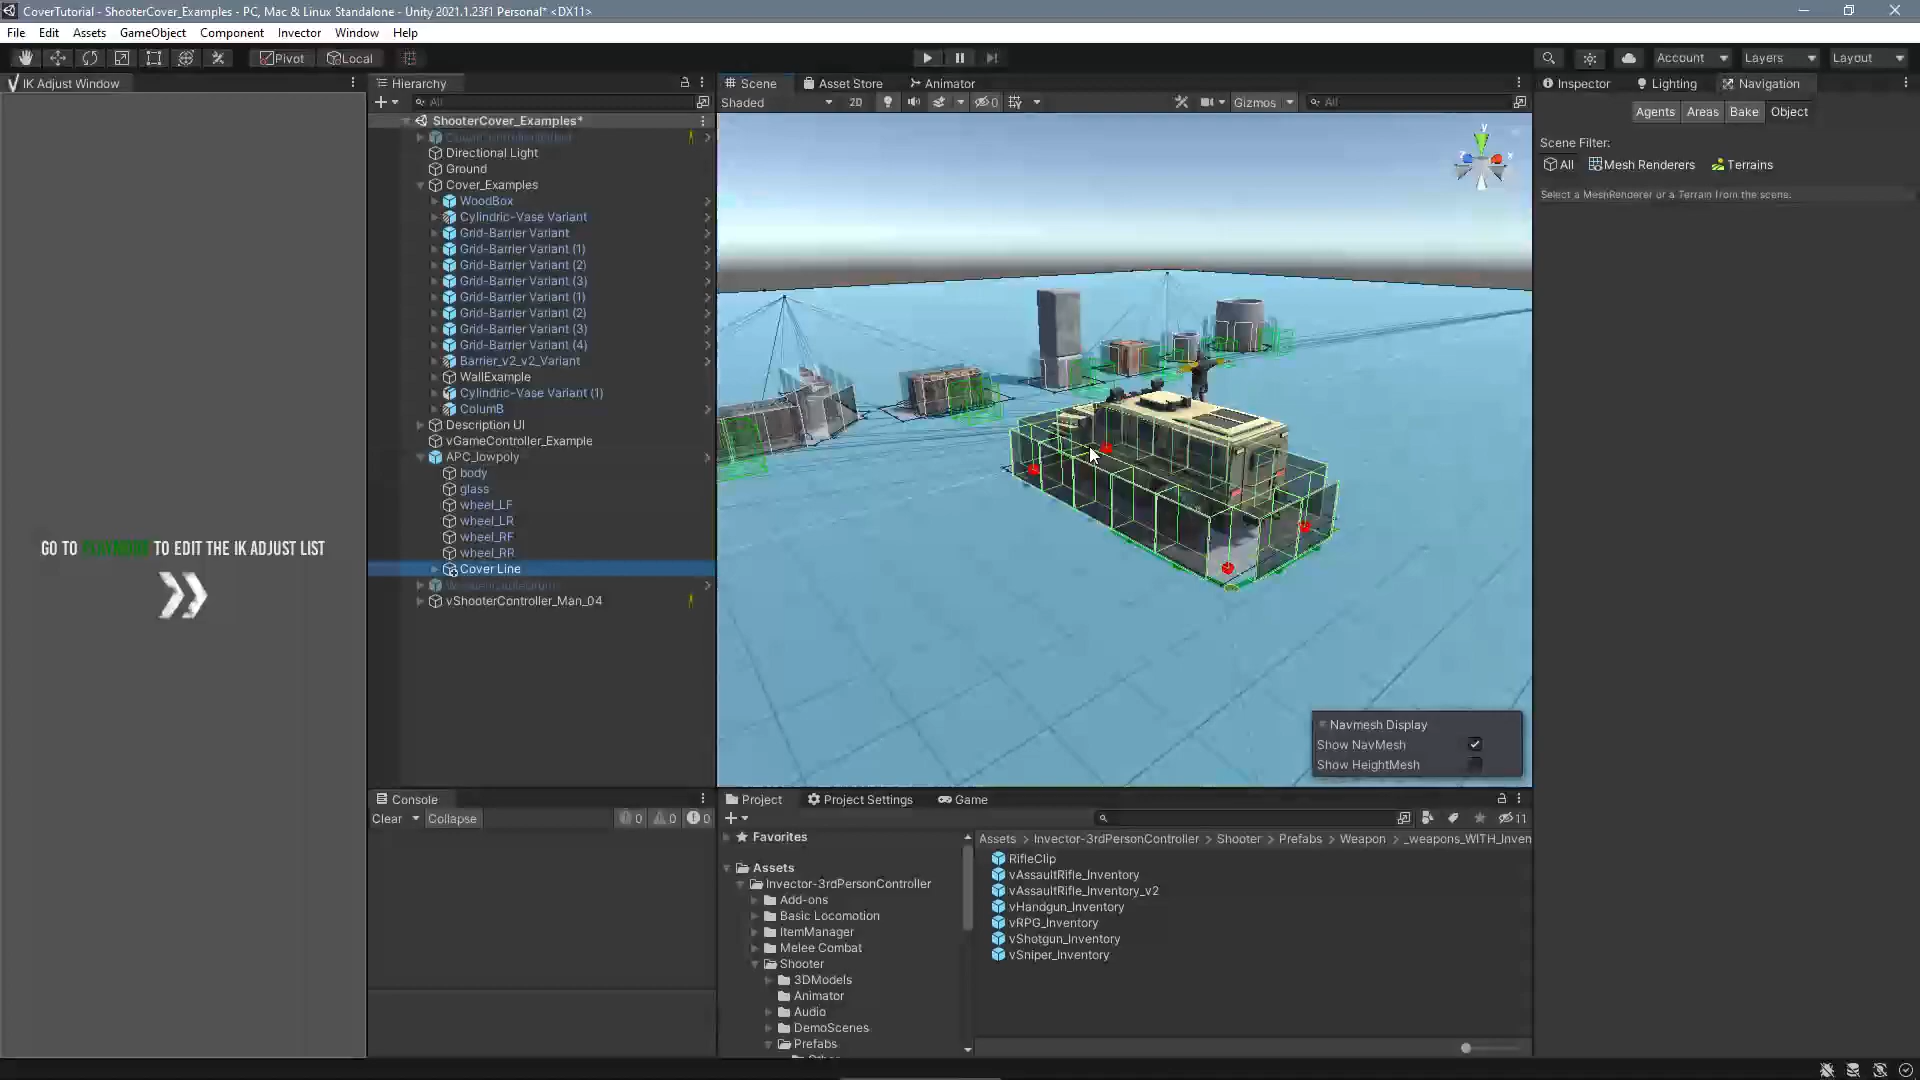 CoverTutorial - ShooterCover_Examples - PC, Mac & Linux Standalone - Unity 2021.1.23f1 Personal* <DX11>
File Edit Assets GameObject Component Invector Window Help
Pivot Local Account Layers Layout
IK Adjust Window
GO TO PLAYMODE TO EDIT THE IK ADJUST LIST
Hierarchy
All
ShooterCover_Examples*
Directional Light
Ground
Cover_Examples
WoodBox
Cylindric-Vase Variant
Grid-Barrier Variant
Grid-Barrier Variant (1)
Grid-Barrier Variant (2)
Grid-Barrier Variant (3)
Grid-Barrier Variant (1)
Grid-Barrier Variant (2)
Grid-Barrier Variant (3)
Grid-Barrier Variant (4)
Barrier_v2_v2_Variant
WallExample
Cylindric-Vase Variant (1)
ColumB
Description UI
vGameController_Example
APC_lowpoly
body
glass
wheel_LF
wheel_LR
wheel_RF
wheel_RR
Cover Line
vShooterController_Man_04
Console
Clear Collapse 0 0 0
Scene Asset Store Animator
Shaded 2D 0 Gizmos All
y
x
z
Navmesh Display
Show NavMesh
Show HeightMesh
Project Project Settings Game
11
Favorites
Assets
Invector-3rdPersonController
Add-ons
Basic Locomotion
ItemManager
Melee Combat
Shooter
3DModels
Animator
Audio
DemoScenes
Prefabs
Assets > Invector-3rdPersonController > Shooter > Prefabs > Weapon > _weapons_WITH_Inven
RifleClip
vAssaultRifle_Inventory
vAssaultRifle_Inventory_v2
vHandgun_Inventory
vRPG_Inventory
vShotgun_Inventory
vSniper_Inventory
Inspector Lighting Navigation
Agents Areas Bake Object
Scene Filter:
All Mesh Renderers Terrains
Select a MeshRenderer or a Terrain from the scene.